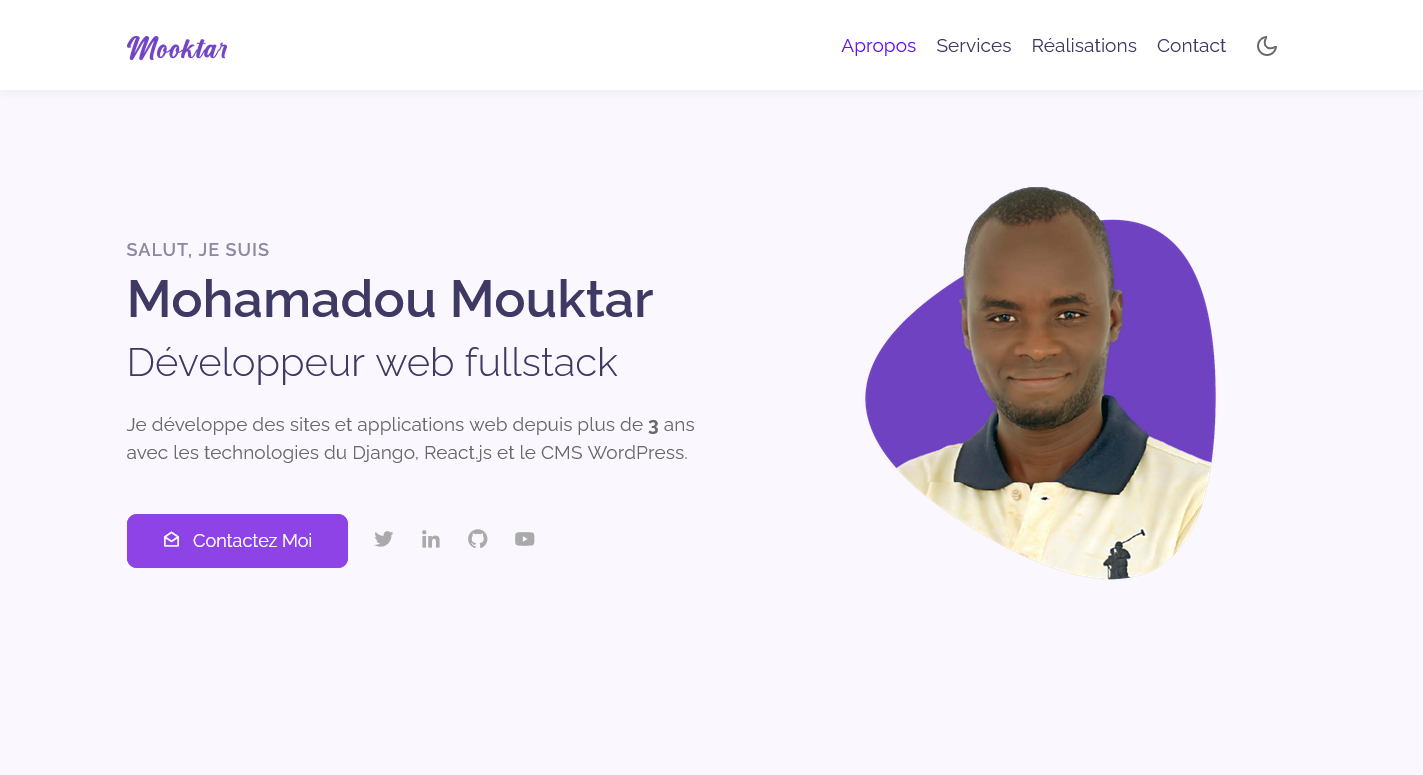 Mooktar
Apropos Services Réalisations Contact
SALUT, JE SUIS
Mohamadou Mouktar
Développeur web fullstack
Je développe des sites et applications web depuis plus de 3 ans
avec les technologies du Django, React.js et le CMS WordPress.
Contactez Moi